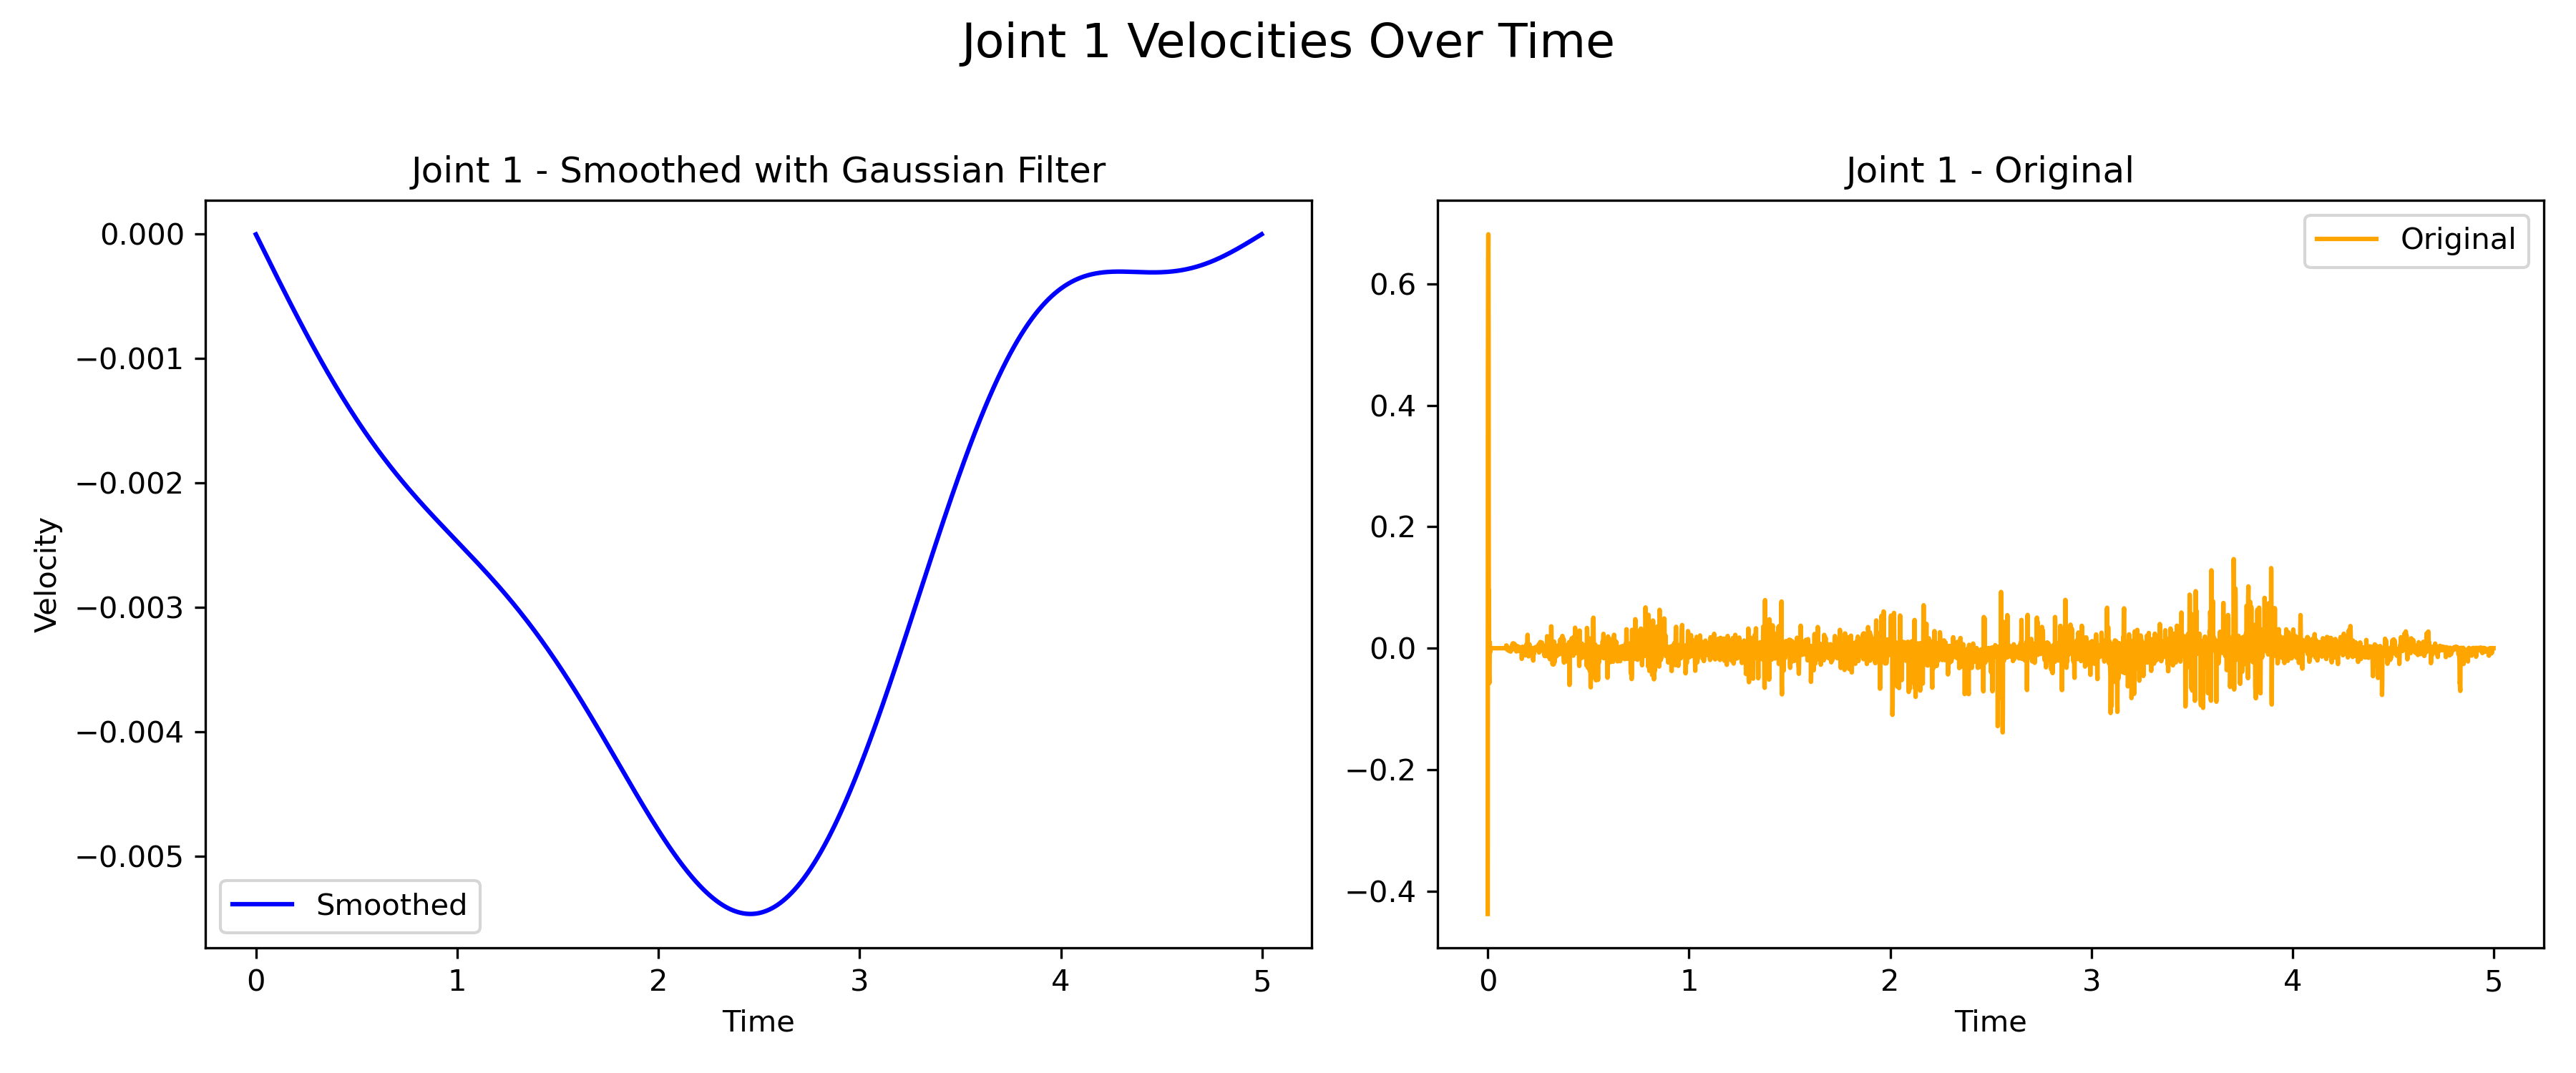 Joint 1 Velocities Over Time
Joint 1 - Smoothed with Gaussian Filter
0.000
−0.001
−0.002
−0.003
−0.004
−0.005
Velocity
Smoothed
0 1 2 3 4 5
Time
Joint 1 - Original
Original
0.6
0.4
0.2
0.0
−0.2
−0.4
0 1 2 3 4 5
Time